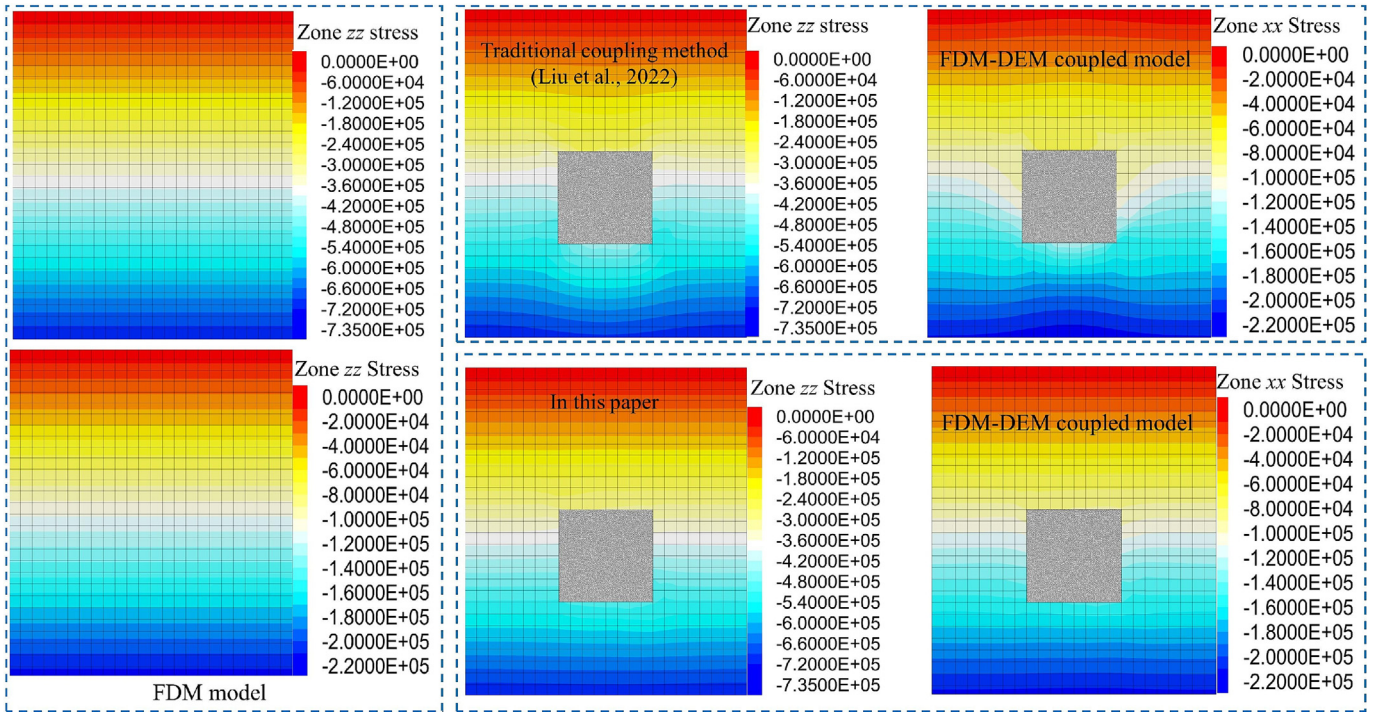 Zone zz stress
0.0000E+00
-6.0000E+04
-1.2000E+05
-1.8000E+05
-2.4000E+05
-3.0000E+05
-3.6000E+05
-4.2000E+05
-4.8000E+05
-5.4000E+05
-6.0000E+05
-6.6000E+05
-7.2000E+05
-7.3500E+05
Zone zz Stress
0.0000E+00
-2.0000E+04
-4.0000E+04
-6.0000E+04
-8.0000E+04
-1.0000E+05
-1.2000E+05
-1.4000E+05
-1.6000E+05
-1.8000E+05
-2.0000E+05
-2.2000E+05
FDM model
Traditional coupling method
(Liu et al., 2022)
Zone zz stress
0.0000E+00
-6.0000E+04
-1.2000E+05
-1.8000E+05
-2.4000E+05
-3.0000E+05
-3.6000E+05
-4.2000E+05
-4.8000E+05
-5.4000E+05
-6.0000E+05
-6.6000E+05
-7.2000E+05
-7.3500E+05
FDM-DEM coupled model
Zone xx Stress
0.0000E+00
-2.0000E+04
-4.0000E+04
-6.0000E+04
-8.0000E+04
-1.0000E+05
-1.2000E+05
-1.6000E+05
-1.8000E+05
-2.0000E+05
-2.2000E+05
In this paper
Zone zz Stress
0.0000E+00
-6.0000E+04
-1.2000E+05
-1.8000E+05
-2.4000E+05
-3.0000E+05
-3.6000E+05
-4.2000E+05
-4.8000E+05
-5.4000E+05
-6.0000E+05
-6.6000E+05
-7.2000E+05
-7.3500E+05
FDM-DEM coupled model
Zone xx Stress
0.0000E+00
-2.0000E+04
-4.0000E+04
-6.0000E+04
-8.0000E+04
-1.0000E+05
-1.2000E+05
-1.4000E+05
-1.6000E+05
-1.8000E+05
-2.0000E+05
-2.2000E+05